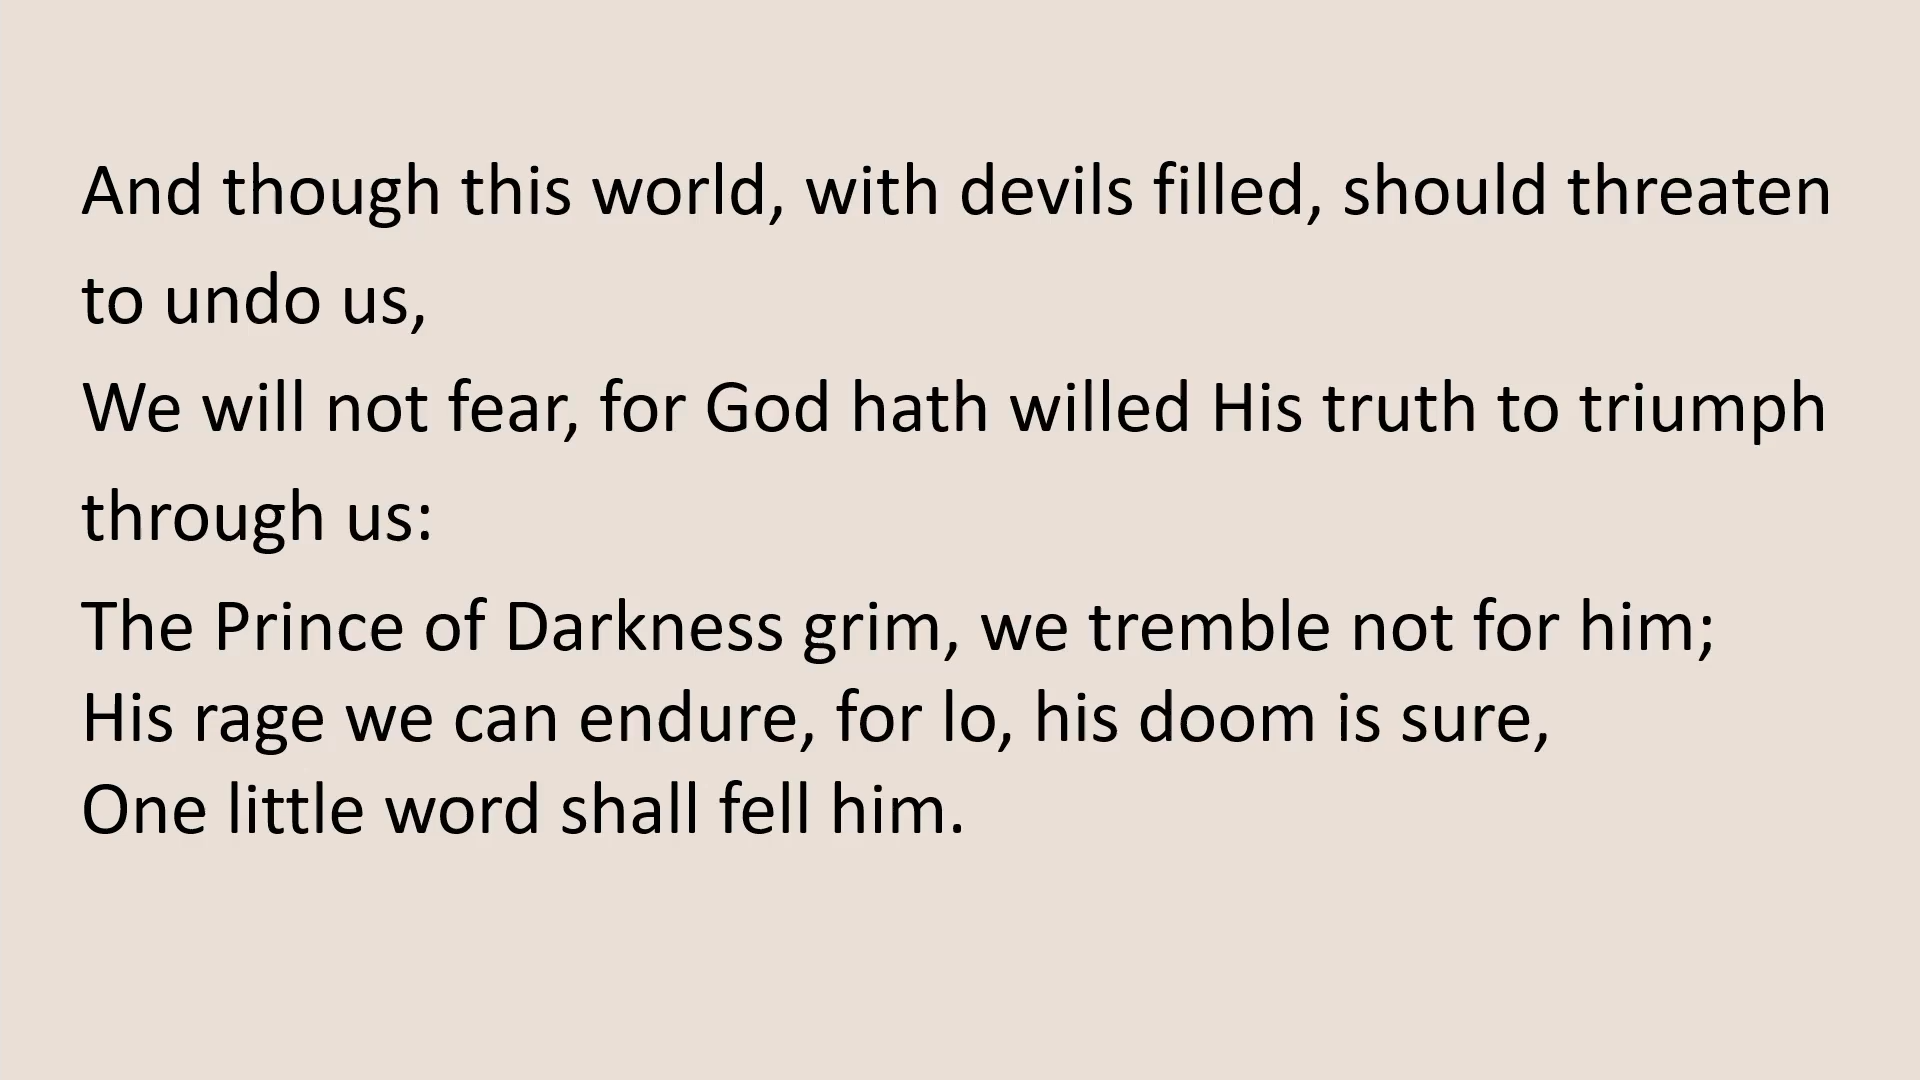 And though this world, with devils filled, should threaten
to undo us,
We will not fear, for God hath willed His truth to triumph
through us:
The Prince of Darkness grim, we tremble not for him;
His rage we can endure, for lo, his doom is sure,
One little word shall fell him.